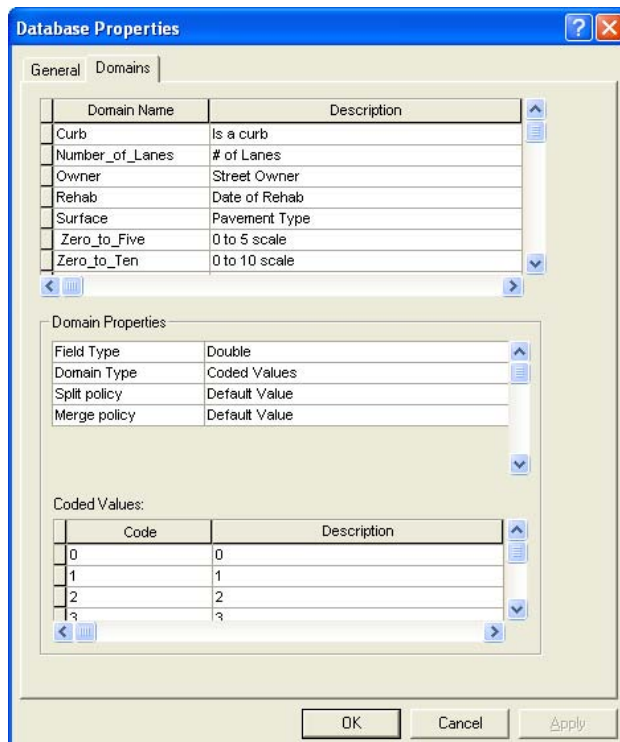 Database Properties
General Domains
Domain Name Description
Curb Is a curb
Number_of_Lanes # of Lanes
Owner Street Owner
Rehab Date of Rehab
Surface Pavement Type
Zero_to_Five 0 to 5 scale
Zero_to_Ten 0 to 10 scale
Domain Properties
Field Type Double
Domain Type Coded Values
Split policy Default Value
Merge policy Default Value
Coded Values:
Code Description
0 0
1 1
2 2
3 3
OK Cancel Apply